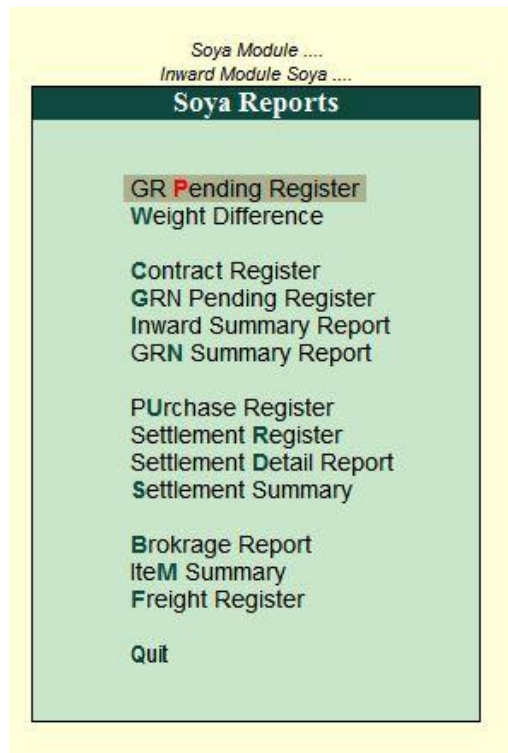 Soya Module ....
Inward Module Soya ....
Soya Reports
GR Pending Register
Weight Difference
Contract Register
GRN Pending Register
Inward Summary Report
GRN Summary Report
PUrchase Register
Settlement Register
Settlement Detail Report
Settlement Summary
Brokrage Report
IteM Summary
Freight Register
Quit